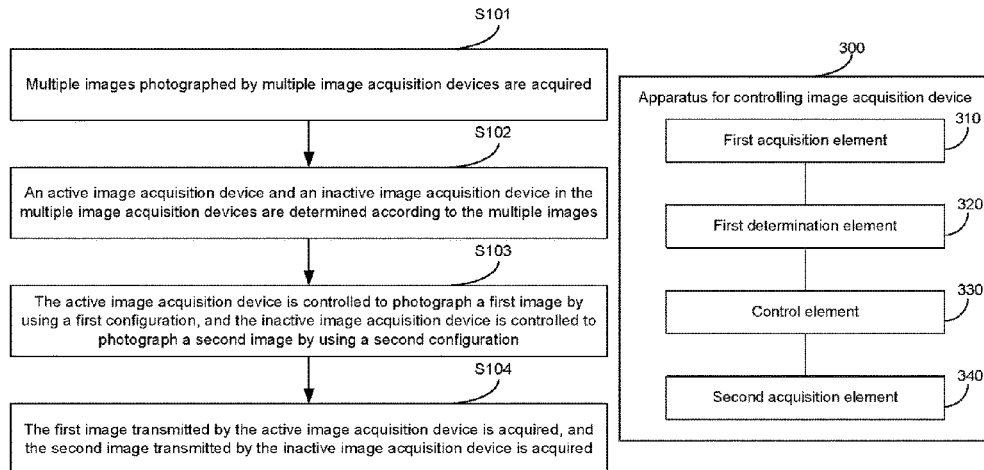 S101
Multiple images photographed by multiple image acquisition devices are acquired
S102
An active image acquisition device and an inactive image acquisition device in the
multiple image acquisition devices are determined according to the multiple images
S103
The active image acquisition device is controlled to photograph a first image by
using a first configuration, and the inactive image acquisition device is controlled to
photograph a second image by using a second configuration
S104
The first image transmitted by the active image acquisition device is acquired, and
the second image transmitted by the inactive image acquisition device is acquired
300
Apparatus for controlling image acquisition device
310
First acquisition element
320
First determination element
330
Control element
340
Second acquisition element